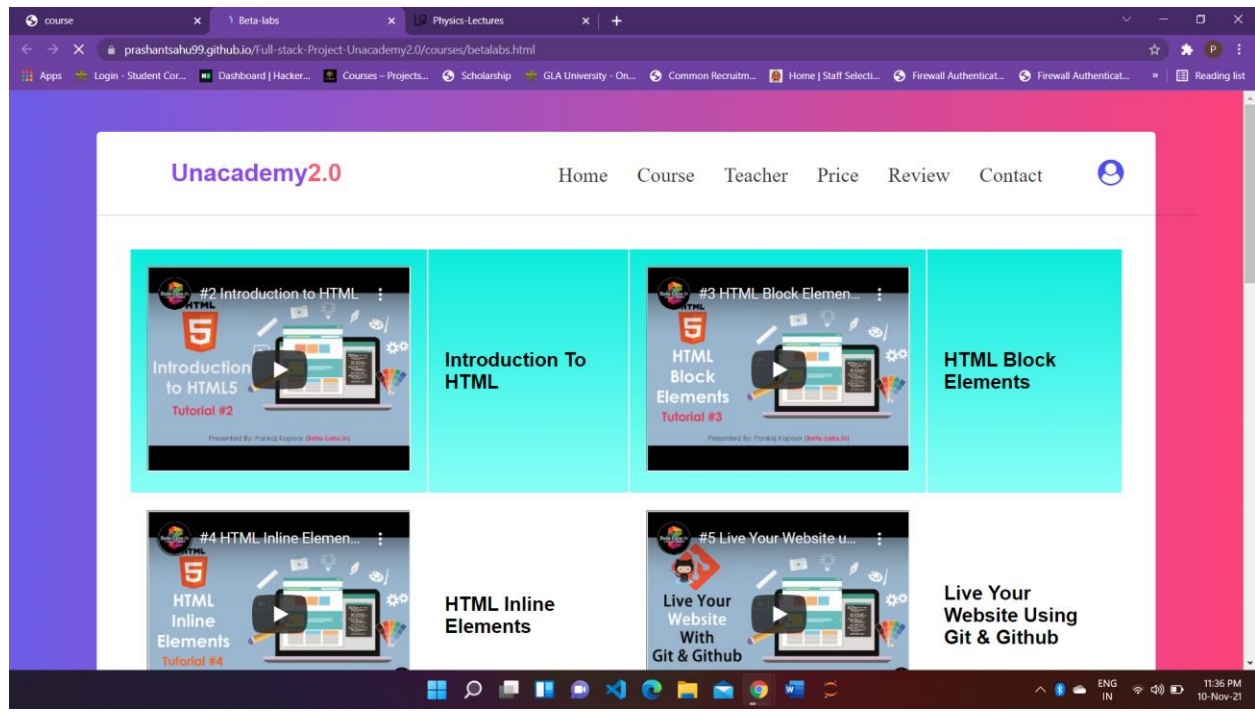 course
Beta-labs
Physics-Lectures
prashantsahu99.github.io/Full-stack-Project-Unacademy2.0/courses/betalabs.html
Apps
Login - Student Cor...
Dashboard | Hacker...
Courses – Projects...
Scholarship
GLA University - On...
Common Recruitm...
Home | Staff Selecti...
Firewall Authenticat...
Firewall Authenticat...
»
Reading list
Unacademy2.0
Home
Course
Teacher
Price
Review
Contact
#2 Introduction to HTML
HTML
5
Introduction
to HTML5
Tutorial #2
Presented By: Pankaj Kapoor (Beta-Labs.in)
Introduction To
HTML
#3 HTML Block Elemen...
HTML
5
HTML
Block
Elements
Tutorial #3
Presented By: Pankaj Kapoor (Beta-Labs.in)
HTML Block
Elements
#4 HTML Inline Elemen...
HTML
5
HTML
Inline
Elements
Tutorial #4
HTML Inline
Elements
#5 Live Your Website u...
Live Your
Website
With
Git & Github
Live Your
Website Using
Git & Github
ENG
IN
11:36 PM
10-Nov-21